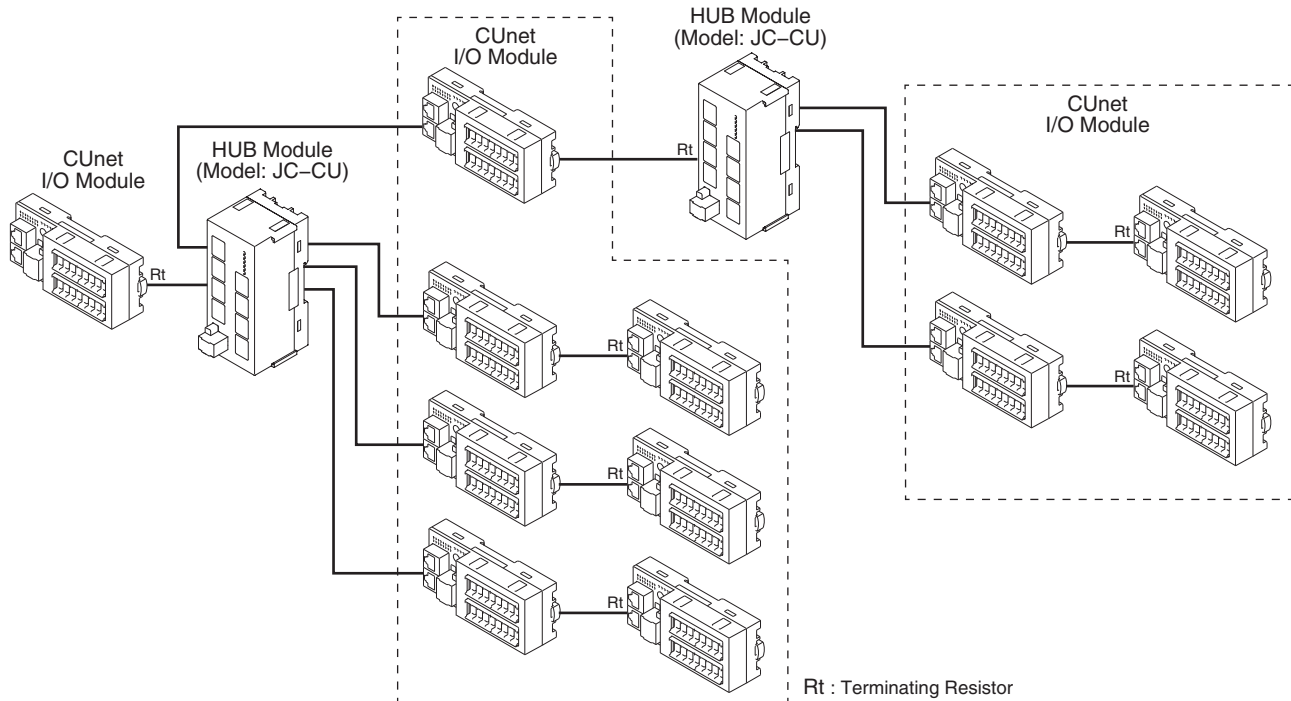 CUnet
I/O Module
HUB Module
(Model: JC–CU)
CUnet
I/O Module
HUB Module
(Model: JC–CU)
CUnet
I/O Module
Rt
Rt
Rt
Rt
Rt
Rt
Rt
Rt : Terminating Resistor